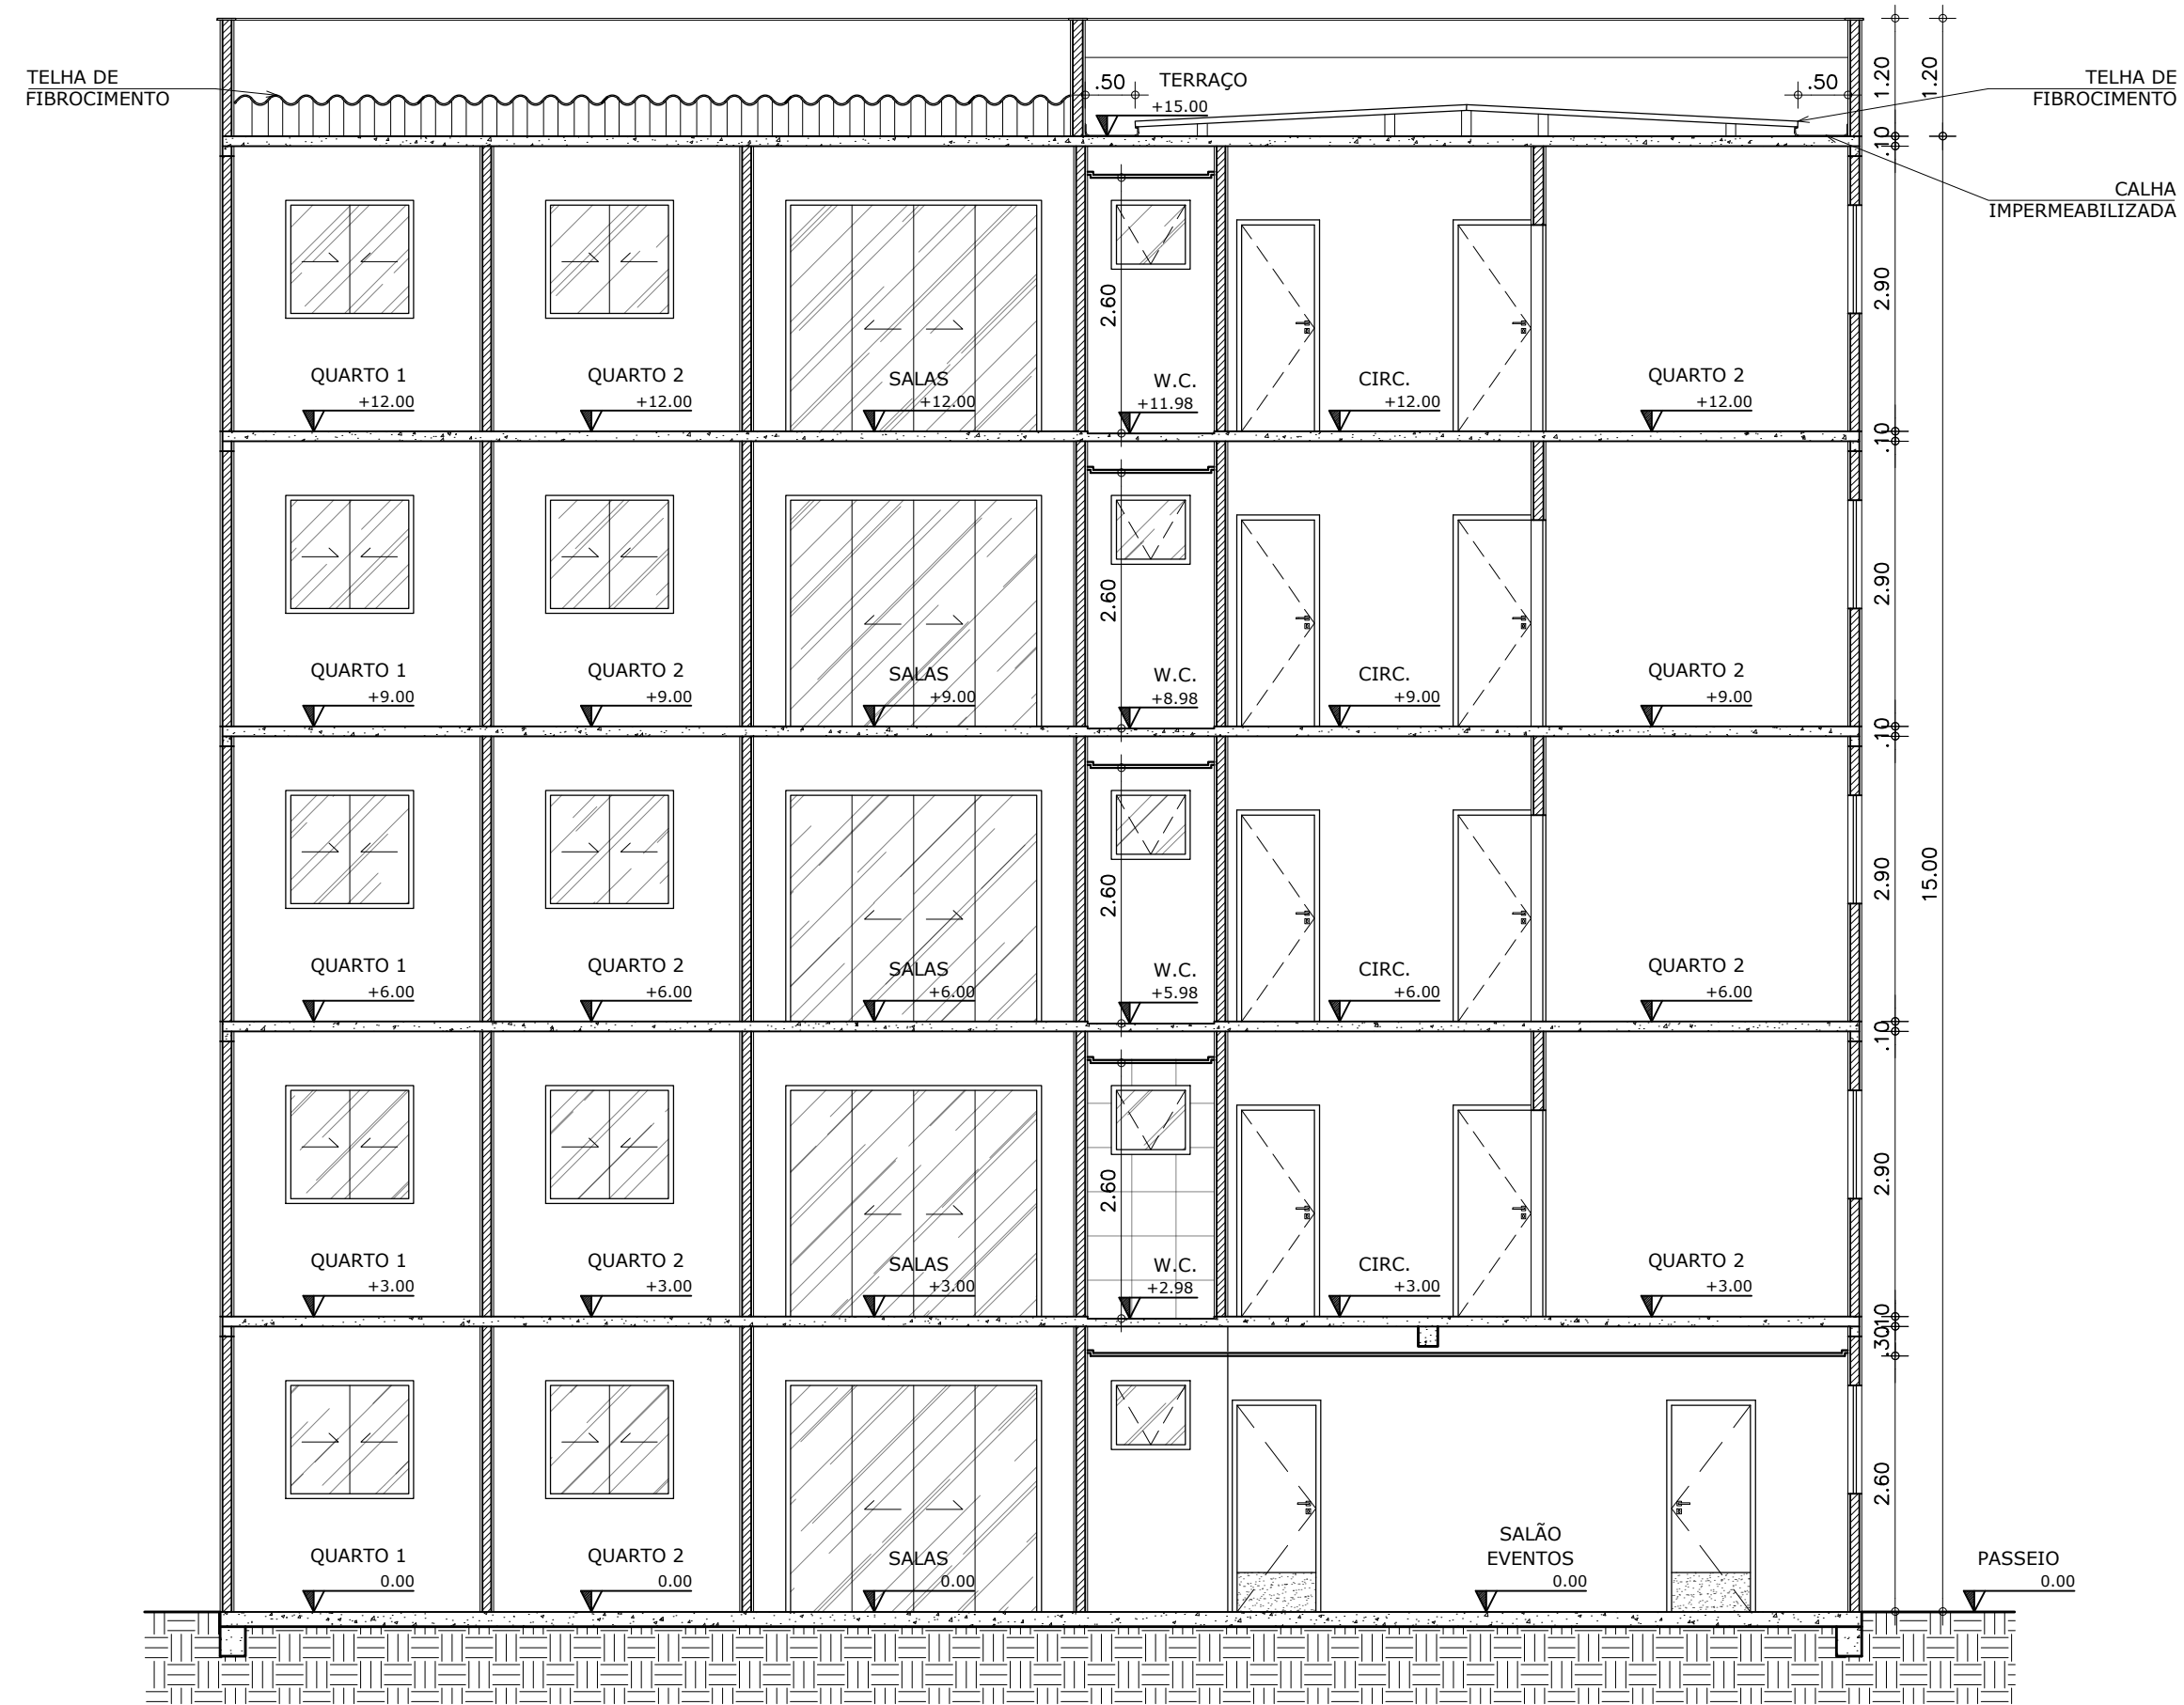 TELHA DE
FIBROCIMENTO
.50
TERRAÇO
+15.00
.50
1.20
1.20
TELHA DE
FIBROCIMENTO
.10
CALHA
IMPERMEABILIZADA
2.60
2.90
QUARTO 1
+12.00
QUARTO 2
+12.00
SALAS
+12.00
W.C.
+11.98
CIRC.
+12.00
QUARTO 2
+12.00
.10
2.60
2.90
QUARTO 1
+9.00
QUARTO 2
+9.00
SALAS
+9.00
W.C.
+8.98
CIRC.
+9.00
QUARTO 2
+9.00
.10
2.60
2.90
15.00
QUARTO 1
+6.00
QUARTO 2
+6.00
SALAS
+6.00
W.C.
+5.98
CIRC.
+6.00
QUARTO 2
+6.00
.10
2.60
2.90
QUARTO 1
+3.00
QUARTO 2
+3.00
SALAS
+3.00
W.C.
+2.98
CIRC.
+3.00
QUARTO 2
+3.00
.10
.30
2.60
QUARTO 1
0.00
QUARTO 2
0.00
SALAS
0.00
SALÃO
EVENTOS
0.00
PASSEIO
0.00